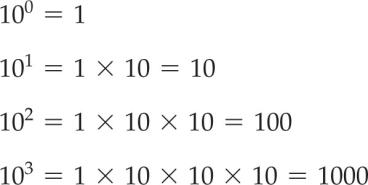 10⁰ = 1
10¹ = 1 × 10 = 10
10² = 1 × 10 × 10 = 100
10³ = 1 × 10 × 10 × 10 = 1000